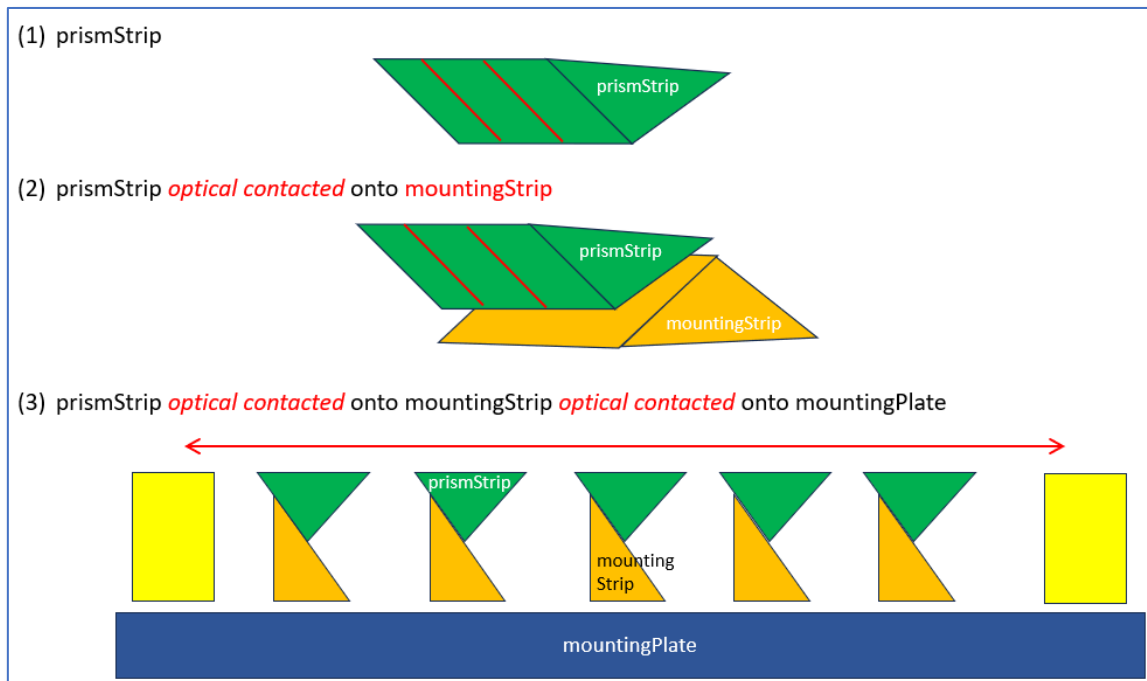 (1) prismStrip
prismStrip
(2) prismStrip optical contacted onto mountingStrip
prismStrip
mountingStrip
(3) prismStrip optical contacted onto mountingStrip optical contacted onto mountingPlate
prismStrip
mounting
Strip
mountingPlate